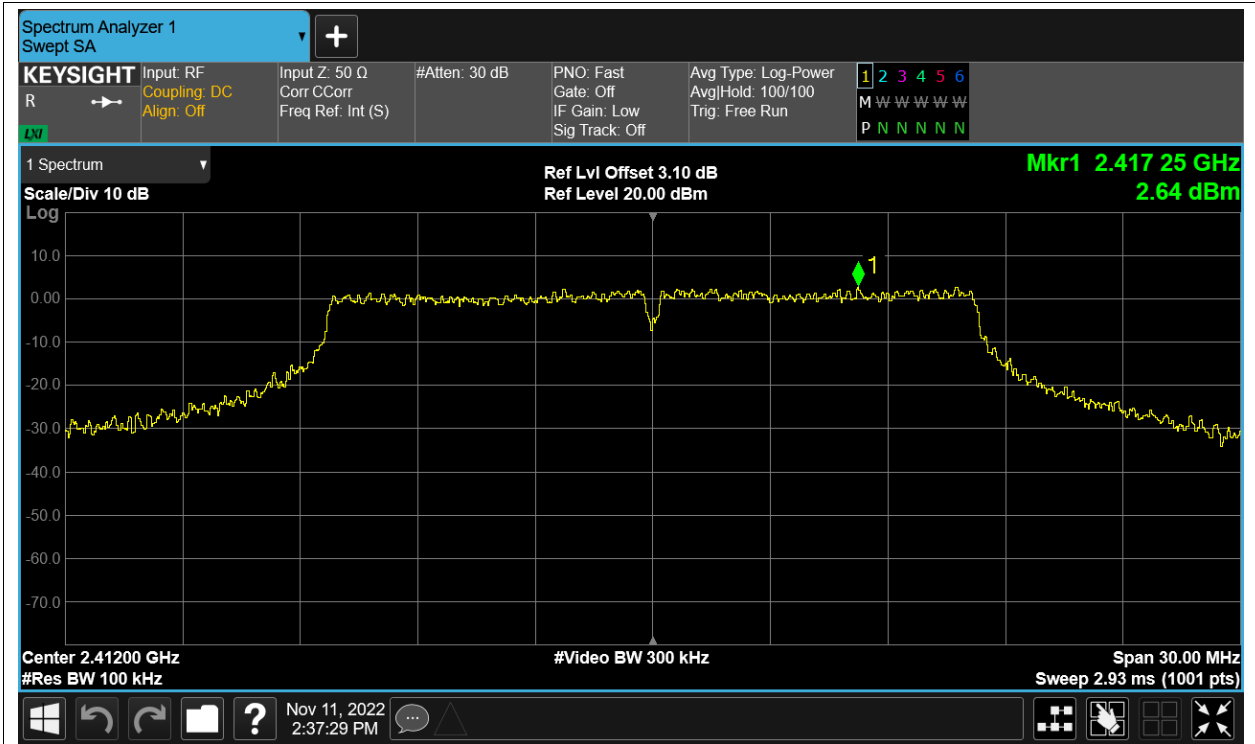 Spectrum Analyzer 1
Swept SA
KEYSIGHT Input: RF Input Z: 50 Ω #Atten: 30 dB PNO: Fast Avg Type: Log-Power 1 2 3 4 5 6
R Coupling: DC Corr CCorr Gate: Off Avg|Hold: 100/100 M W W W W W
Align: Off Freq Ref: Int (S) IF Gain: Low Trig: Free Run
LXI Sig Track: Off P N N N N N
1 Spectrum
Ref Lvl Offset 3.10 dB Mkr1 2.417 25 GHz
Scale/Div 10 dB Ref Level 20.00 dBm 2.64 dBm
Log
1
10.0
0.00
-10.0
-20.0
-30.0
-40.0
-50.0
-60.0
-70.0
Center 2.41200 GHz #Video BW 300 kHz Span 30.00 MHz
#Res BW 100 kHz Sweep 2.93 ms (1001 pts)
? Nov 11, 2022
2:37:29 PM